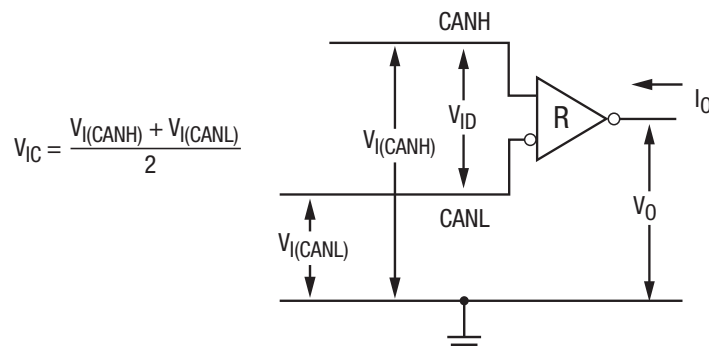 CANH
V_IC = (V_I(CANH) + V_I(CANL)) / 2
V_I(CANH)
V_ID
R
I_O
CANL
V_I(CANL)
V_O